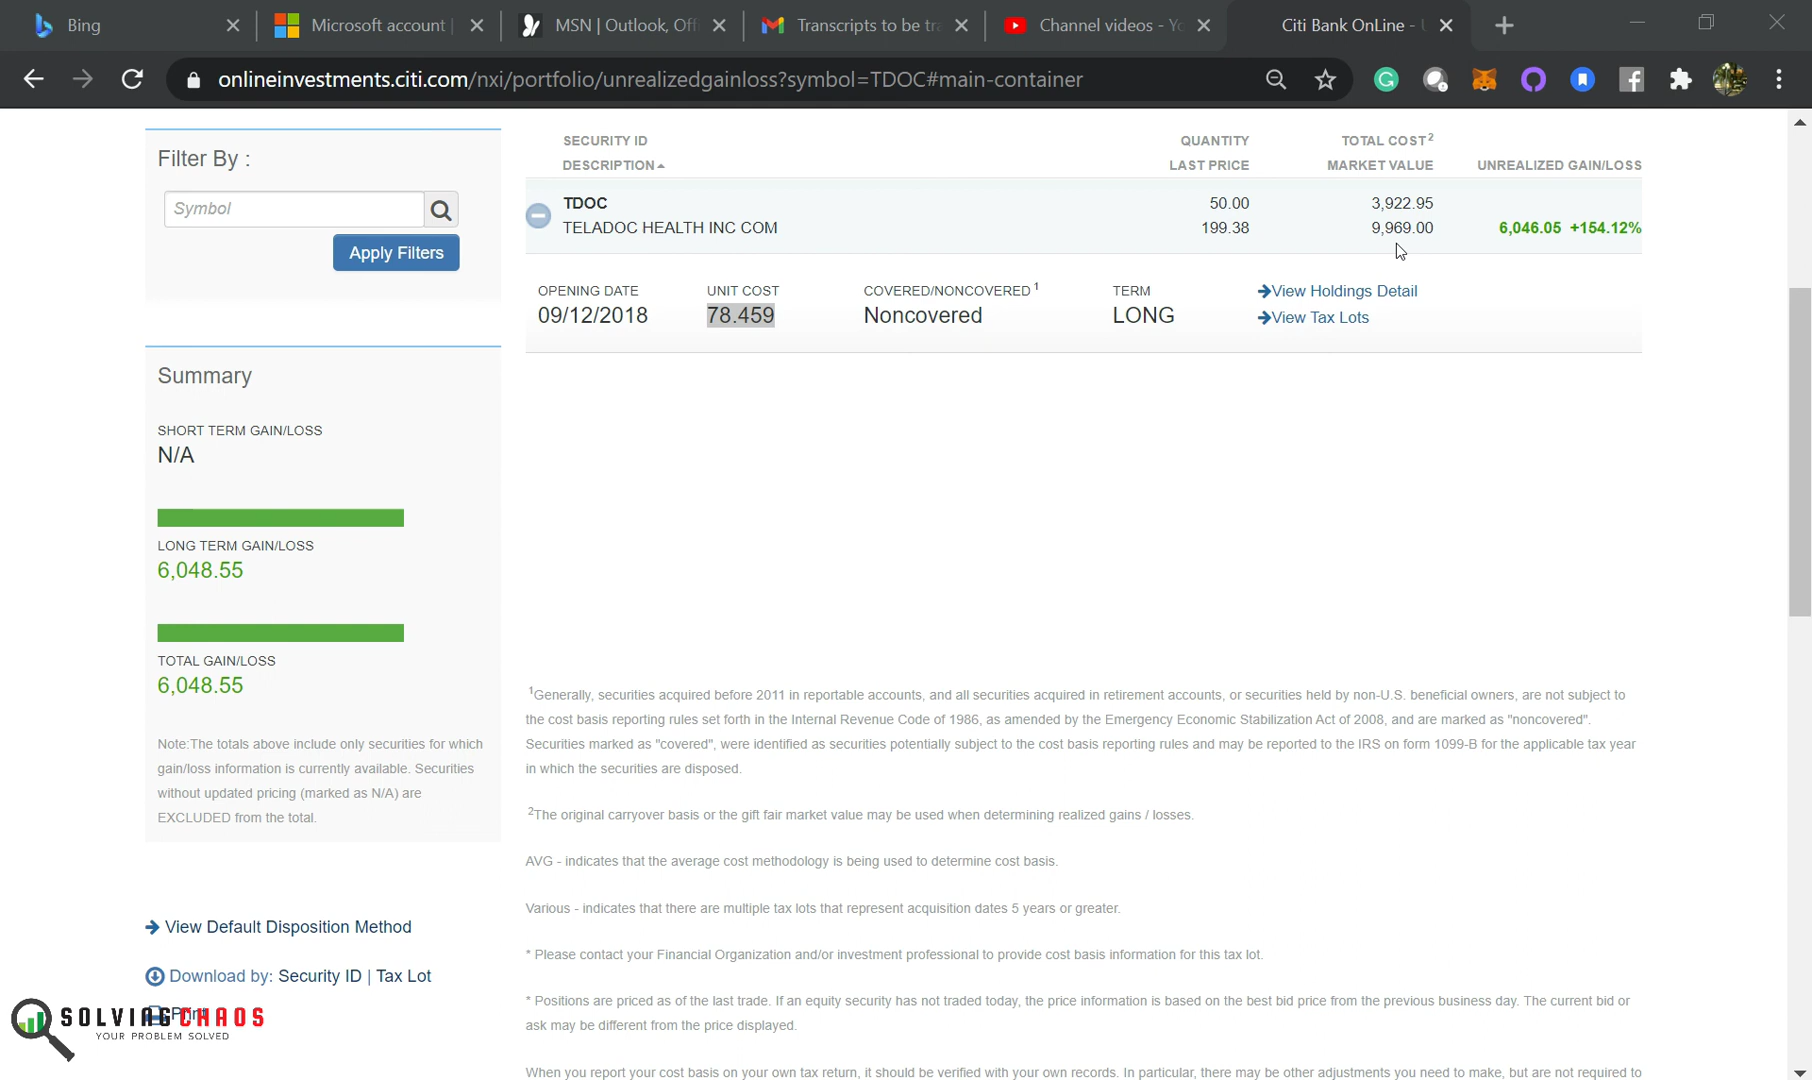 Bing
Microsoft account
MSN | Outlook, Off
Transcripts to be tra
Channel videos - Yo
Citi Bank OnLine -
onlineinvestments.citi.com/nxi/portfolio/unrealizedgainloss?symbol=TDOC#main-container
Filter By :
Symbol
Apply Filters
SECURITY ID
DESCRIPTION
QUANTITY
LAST PRICE
TOTAL COST2
MARKET VALUE
UNREALIZED GAIN/LOSS
TDOC
50.00
3,922.95
TELADOC HEALTH INC COM
199.38
9,969.00
6,046.05 +154.12%
OPENING DATE
UNIT COST
COVERED/NONCOVERED 1
TERM
View Holdings Detail
09/12/2018
78.459
Noncovered
LONG
View Tax Lots
Summary
SHORT TERM GAIN/LOSS
N/A
LONG TERM GAIN/LOSS
6,048.55
TOTAL GAIN/LOSS
6,048.55
Note:The totals above include only securities for which
gain/loss information is currently available. Securities
without updated pricing (marked as N/A) are
EXCLUDED from the total.
1Generally, securities acquired before 2011 in reportable accounts, and all securities acquired in retirement accounts, or securities held by non-U.S. beneficial owners, are not subject to
the cost basis reporting rules set forth in the Internal Revenue Code of 1986, as amended by the Emergency Economic Stabilization Act of 2008, and are marked as "noncovered".
Securities marked as "covered", were identified as securities potentially subject to the cost basis reporting rules and may be reported to the IRS on form 1099-B for the applicable tax year
in which the securities are disposed.
2The original carryover basis or the gift fair market value may be used when determining realized gains / losses.
AVG - indicates that the average cost methodology is being used to determine cost basis.
Various - indicates that there are multiple tax lots that represent acquisition dates 5 years or greater.
* Please contact your Financial Organization and/or investment professional to provide cost basis information for this tax lot.
* Positions are priced as of the last trade. If an equity security has not traded today, the price information is based on the best bid price from the previous business day. The current bid or
ask may be different from the price displayed.
When you report your cost basis on your own tax return, it should be verified with your own records. In particular, there may be other adjustments you need to make, but are not required to
View Default Disposition Method
Download by: Security ID | Tax Lot
Print
SOLVINGCHAOS
YOUR PROBLEM SOLVED